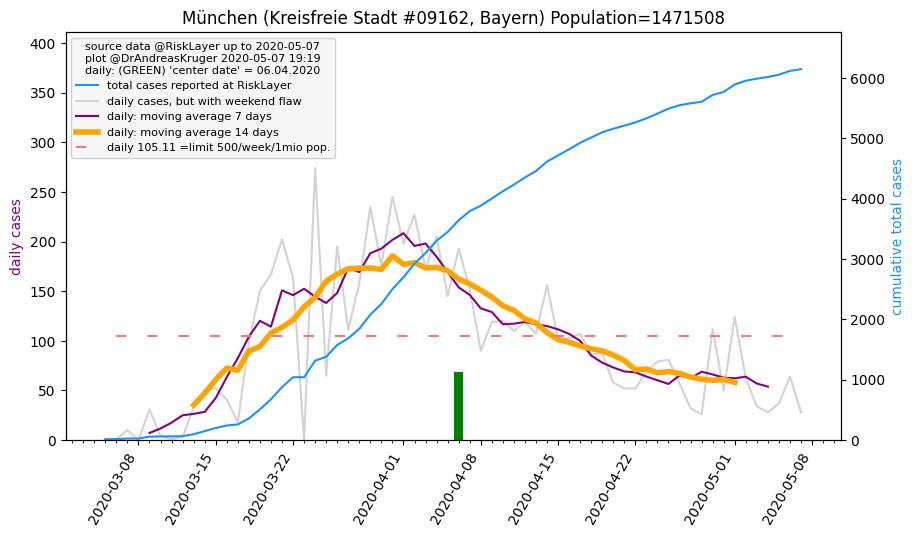 München (Kreisfreie Stadt #09162, Bayern) Population=1471508
source data @RiskLayer up to 2020-05-07
plot @DrAndreasKruger 2020-05-07 19:19
daily: (GREEN) 'center date' = 06.04.2020
total cases reported at RiskLayer
daily cases, but with weekend flaw
daily: moving average 7 days
daily: moving average 14 days
daily 105.11 =limit 500/week/1mio pop.
daily cases
400
350
300
250
200
150
100
50
0
cumulative total cases
6000
5000
4000
3000
2000
1000
0
2020-03-08
2020-03-15
2020-03-22
2020-04-01
2020-04-08
2020-04-15
2020-04-22
2020-05-01
2020-05-08